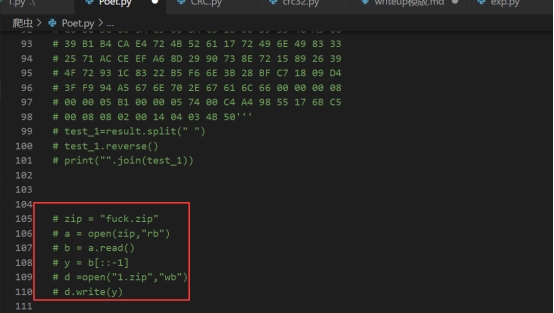 Poet.py
CRC.py
crc32.py
writeup模版.md
exp.py
爬虫 > Poet.py > ...
93 # 39 B1 B4 CA E4 72 4B 52 61 17 72 49 6E 49 83 33
94 # 25 71 AC CE EF A6 8D 29 90 73 8E 72 15 89 26 39
95 # 4F 72 93 1C 83 22 B5 F6 6E 3B 28 BF C7 18 09 D4
96 # 3F F9 94 A5 67 6E 70 2E 67 61 6C 66 00 00 00 08
97 # 00 00 05 B1 00 00 05 74 00 C4 A4 98 55 17 6B C5
98 # 00 08 08 02 00 14 04 03 4B 50'''
99 # test_1=result.split(" ")
100 # test_1.reverse()
101 # print("".join(test_1))
102
103
104
105 # zip = "fuck.zip"
106 # a = open(zip,"rb")
107 # b = a.read()
108 # y = b[::-1]
109 # d =open("1.zip","wb")
110 # d.write(y)
111